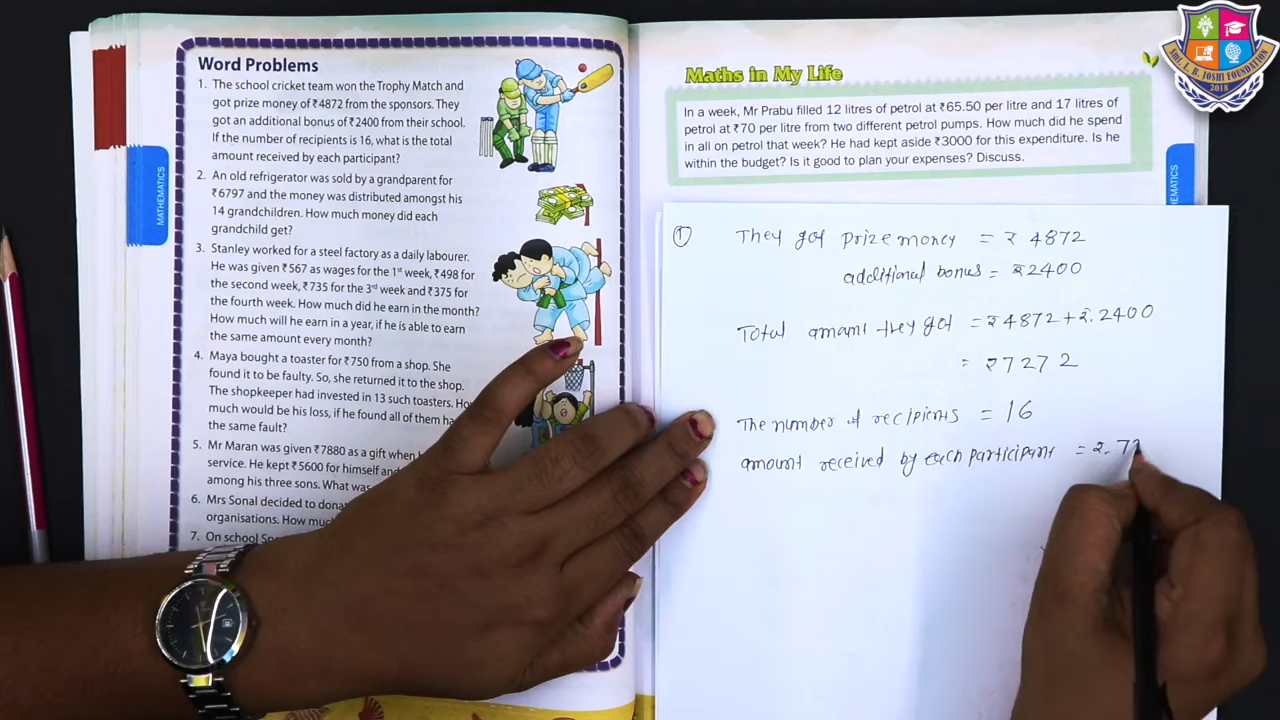 Word Problems
1. The school cricket team won the Trophy Match and
got prize money of ₹4872 from the sponsors. They
got an additional bonus of ₹2400 from their school.
If the number of recipients is 16, what is the total
amount received by each participant?
2. An old refrigerator was sold by a grandparent for
₹6797 and the money was distributed amongst his
14 grandchildren. How much money did each
grandchild get?
3. Stanley worked for a steel factory as a daily labourer.
He was given ₹567 as wages for the 1st week, ₹498 for
the second week, ₹735 for the 3rd week and ₹375 for
the fourth week. How much did he earn in the month?
How much will he earn in a year, if he is able to earn
the same amount every month?
4. Maya bought a toaster for ₹750 from a shop. She
found it to be faulty. So, she returned it to the shop.
The shopkeeper had invested in 13 such toasters. Ho
much would be his loss, if he found all of them ha
the same fault?
5. Mr Maran was given ₹7880 as a gift when
service. He kept ₹5600 for himself and
among his three sons. What was
6. Mrs Sonal decided to dona
organisations. How muc
7. On school Sp
MATHEMATICS
Maths in My Life
In a week, Mr Prabu filled 12 litres of petrol at ₹65.50 per litre and 17 litres of
petrol at ₹70 per litre from two different petrol pumps. How much did he spend
in all on petrol that week? He had kept aside ₹3000 for this expenditure. Is he
within the budget? Is it good to plan your expenses? Discuss.
HEMATICS
① They got prize money = ₹ 4872
additional bonus = ₹2400
Total amount they got = ₹4872+₹.2400
= ₹7272
The number of recipients = 16
amount received by each participant = ₹.72
SHL. L. B. JOSHI FOUNDATION
2018